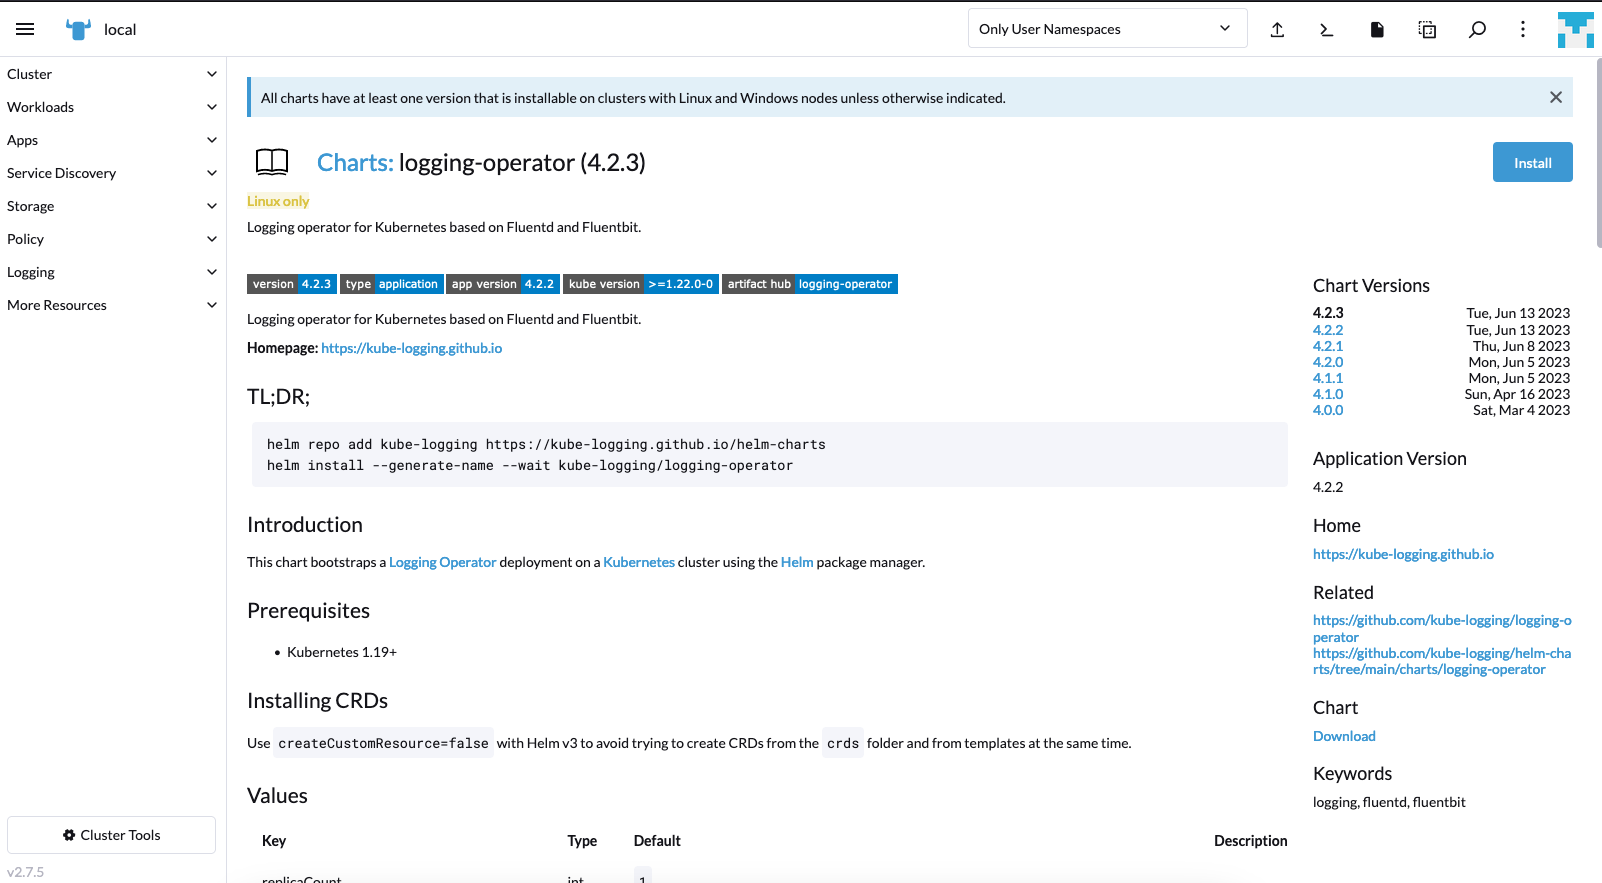 local
Only User Namespaces
Cluster
Workloads
Apps
Service Discovery
Storage
Policy
Logging
More Resources
Cluster Tools
v2.7.5
All charts have at least one version that is installable on clusters with Linux and Windows nodes unless otherwise indicated.
Charts: logging-operator (4.2.3)
Install
Linux only
Logging operator for Kubernetes based on Fluentd and Fluentbit.
version 4.2.3 type application app version 4.2.2 kube version >=1.22.0-0 artifact hub logging-operator
Logging operator for Kubernetes based on Fluentd and Fluentbit.
Homepage: https://kube-logging.github.io
TL;DR;
helm repo add kube-logging https://kube-logging.github.io/helm-charts
helm install --generate-name --wait kube-logging/logging-operator
Introduction
This chart bootstraps a Logging Operator deployment on a Kubernetes cluster using the Helm package manager.
Prerequisites
• Kubernetes 1.19+
Installing CRDs
Use createCustomResource=false with Helm v3 to avoid trying to create CRDs from the crds folder and from templates at the same time.
Values
Key Type Default Description
replicaCount int 1
Chart Versions
4.2.3 Tue, Jun 13 2023
4.2.2 Tue, Jun 13 2023
4.2.1 Thu, Jun 8 2023
4.2.0 Mon, Jun 5 2023
4.1.1 Mon, Jun 5 2023
4.1.0 Sun, Apr 16 2023
4.0.0 Sat, Mar 4 2023
Application Version
4.2.2
Home
https://kube-logging.github.io
Related
https://github.com/kube-logging/logging-o
perator
https://github.com/kube-logging/helm-cha
rts/tree/main/charts/logging-operator
Chart
Download
Keywords
logging, fluentd, fluentbit